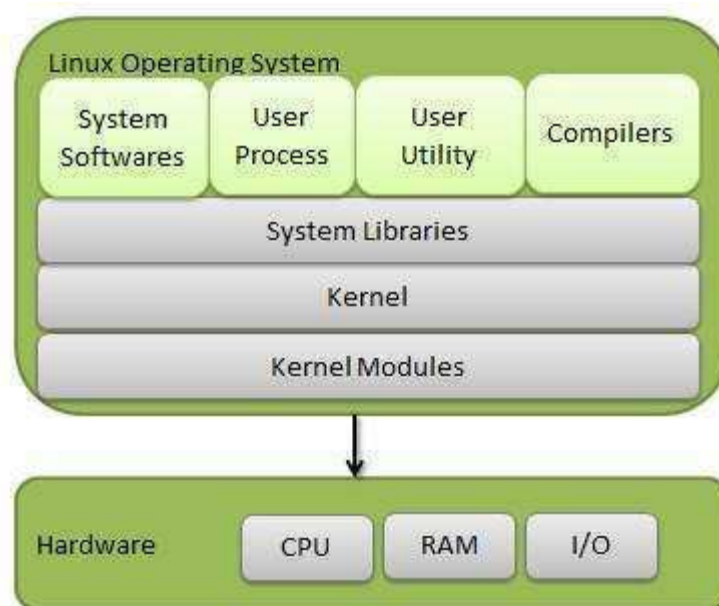 Linux Operating System
System
Softwares
User
Process
User
Utility
Compilers
System Libraries
Kernel
Kernel Modules
Hardware
CPU
RAM
I/O